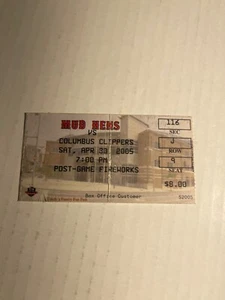 MUD HENS
VS
COLUMBUS CLIPPERS
SAT, APR 30, 2005
7:00 PM
POST-GAME FIREWORKS
116
SEC
J
ROW
9
SEAT
$8.00
Box Office Customer